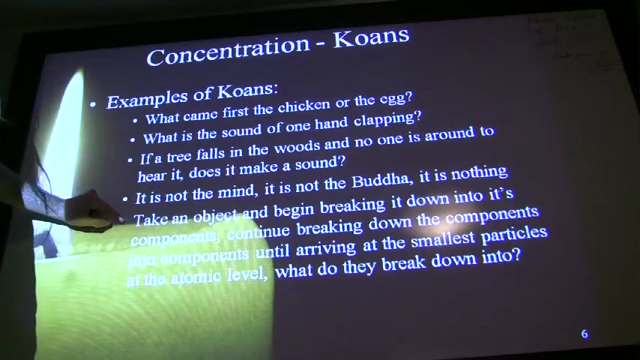 Concentration - Koans
• Examples of Koans:
• What came first the chicken or the egg?
• What is the sound of one hand clapping?
• If a tree falls in the woods and no one is around to
hear it, does it make a sound?
• It is not the mind, it is not the Buddha, it is nothing
• Take an object and begin breaking it down into it's
components, continue breaking down the components
into components until arriving at the smallest particles
at the atomic level, what do they break down into?
6